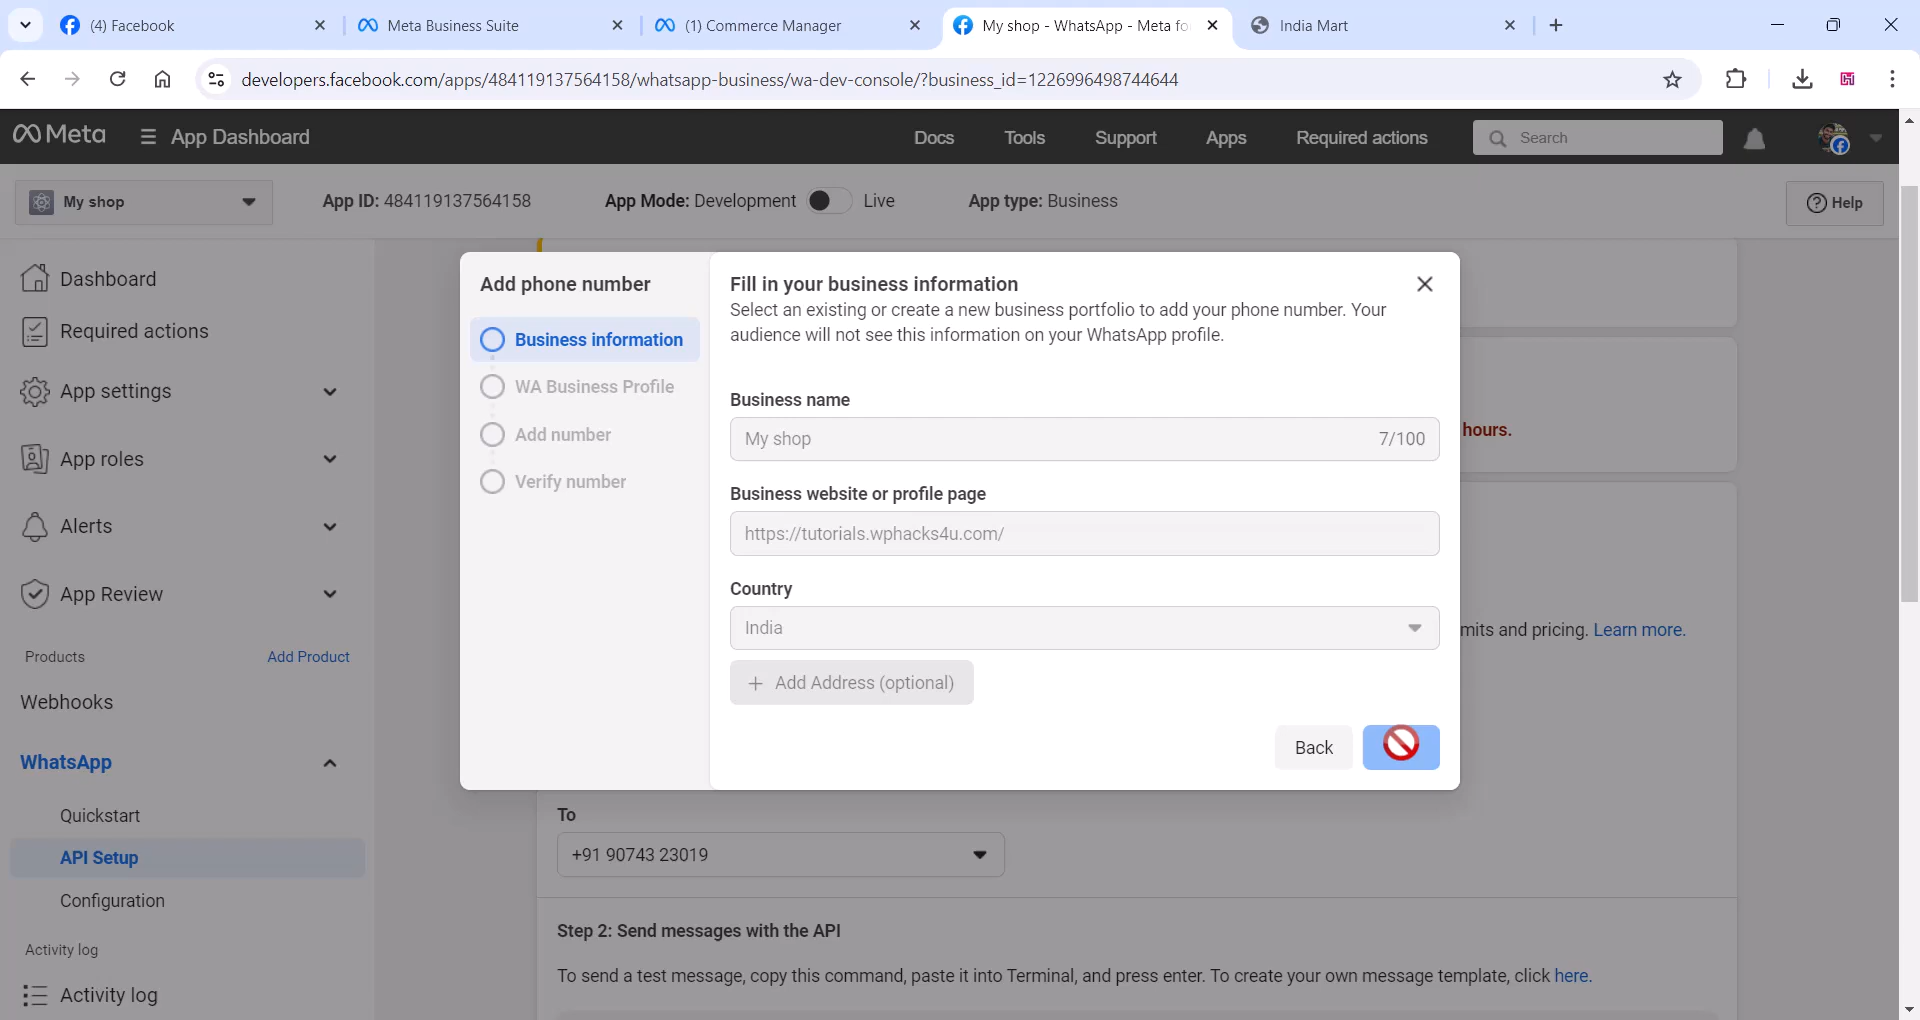 (4) Facebook
Meta Business Suite
(1) Commerce Manager
My shop - WhatsApp - Meta fo
India Mart
developers.facebook.com/apps/484119137564158/whatsapp-business/wa-dev-console/?business_id=1226996498744644
Meta
App Dashboard
Docs
Tools
Support
Apps
Required actions
Search
My shop
App ID: 484119137564158
App Mode: Development
Live
App type: Business
Help
Dashboard
Required actions
App settings
App roles
Alerts
App Review
Products
Add Product
Webhooks
WhatsApp
Quickstart
API Setup
Configuration
Activity log
Activity log
Add phone number
Business information
WA Business Profile
Add number
Verify number
Fill in your business information
Select an existing or create a new business portfolio to add your phone number. Your
audience will not see this information on your WhatsApp profile.
Business name
My shop
7/100
Business website or profile page
https://tutorials.wphacks4u.com/
Country
India
+ Add Address (optional)
Back
hours.
mits and pricing. Learn more.
To
+91 90743 23019
Step 2: Send messages with the API
To send a test message, copy this command, paste it into Terminal, and press enter. To create your own message template, click here.